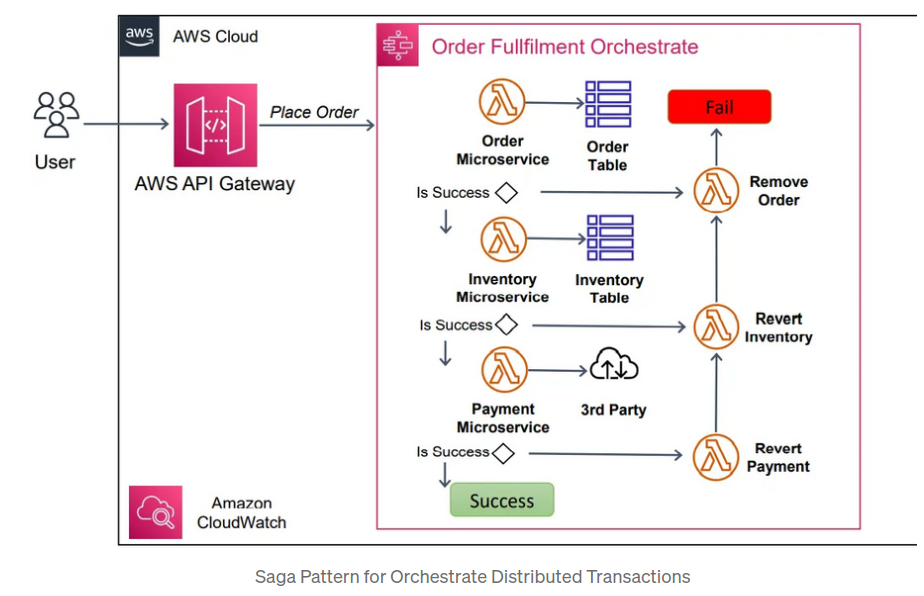 aws
AWS Cloud
Order Fullfilment Orchestrate
User
AWS API Gateway
Place Order
Order
Microservice
Order
Table
Fail
Is Success
Remove
Order
Inventory
Microservice
Inventory
Table
Is Success
Revert
Inventory
Payment
Microservice
3rd Party
Is Success
Revert
Payment
Success
Amazon
CloudWatch
Saga Pattern for Orchestrate Distributed Transactions